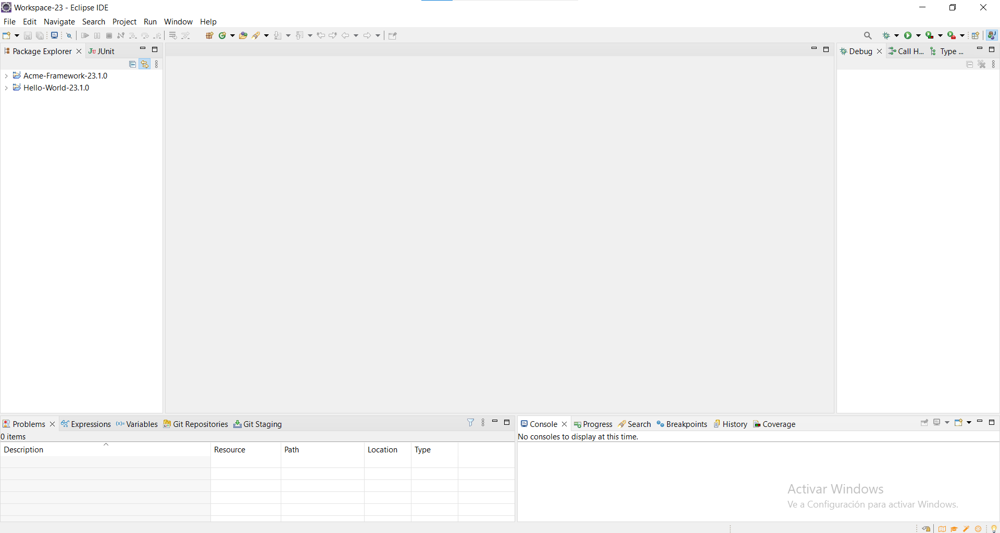 Workspace-23 - Eclipse IDE
File Edit Navigate Search Project Run Window Help
Package Explorer JUnit
Debug Call H... Type ...
Acme-Framework-23.1.0
Hello-World-23.1.0
Problems Expressions Variables Git Repositories Git Staging
0 items
Description Resource Path Location Type
Console Progress Search Breakpoints History Coverage
No consoles to display at this time.
Activar Windows
Ve a Configuración para activar Windows.